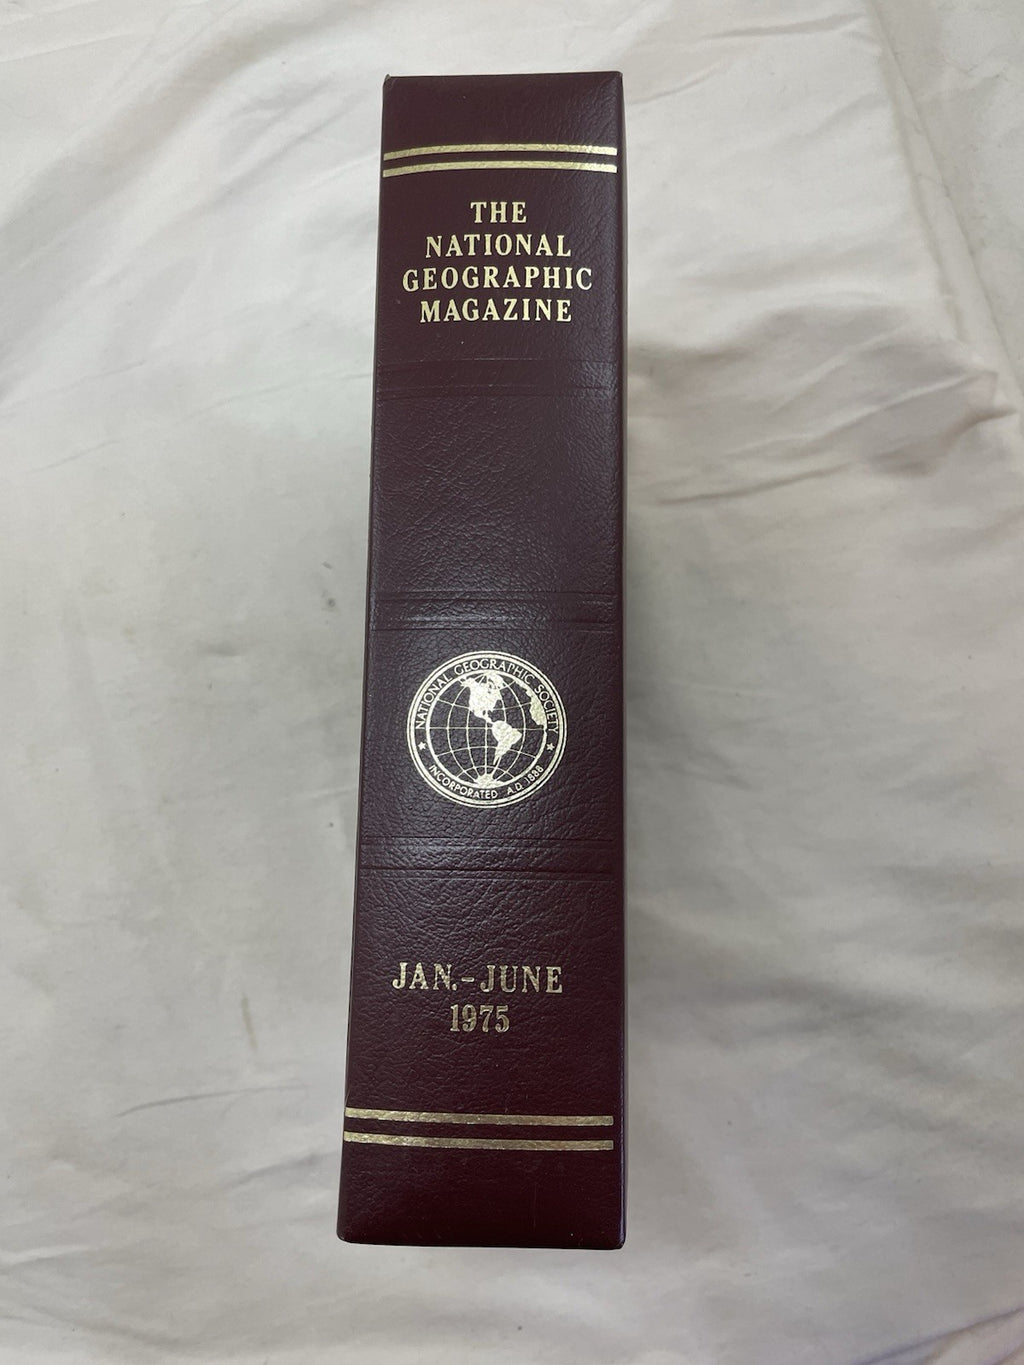 THE
NATIONAL
GEOGRAPHIC
MAGAZINE
NATIONAL GEOGRAPHIC SOCIETY
INCORPORATED A.D. 1888
JAN.-JUNE
1975